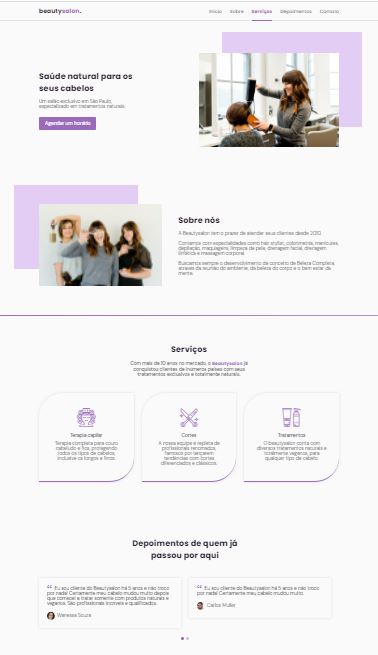 beautysalon.
Início Sobre Serviços Depoimentos Contato
Saúde natural para os
seus cabelos
Um salão exclusivo em São Paulo,
especializado em tratamentos naturais.
Agendar um horário
Sobre nós
A Beautysalon tem o prazer de atender seus clientes desde 2010.
Contamos com especialidades como hair stylist, coloristas, manicures,
depilação, maquiagens, limpeza de pele, drenagem facial, drenagem
linfática e massagem corporal.
Buscamos sempre o desenvolvimento da conceito de Beleza Completa,
através da reunião do ambiente, da beleza do corpo e o bem estar da
mente.
Serviços
Com mais de 10 anos no mercado, o Beautysalon já
conquistou clientes de inúmeros países com seus
tratamentos exclusivos e totalmente naturais.
Terapia capilar
Terapia completa para couro
cabeludo e fios, protegendo
todos os tipos de cabelos,
inclusive os longos e finos.
Cortes
A nossa equipe é repleta de
profissionais renomados,
famosos por lançarem
tendências com cortes
diferenciados e clássicos.
Tratamentos
O beautysalon conta com
diversos tratamentos naturais e
totalmente veganos, para
qualquer tipo de cabelo.
Depoimentos de quem já
passou por aqui
“ Eu sou cliente do Beautysalon há 5 anos e não troco
por nada! Certamente meu cabelo mudou muito depois
que comecei a tratar somente com produtos naturais e
veganos. São profissionais incríveis e qualificados.
Wanessa Souza
“ Eu sou cliente do Beautysalon há 5 anos e não troco
por nada! Certamente meu cabelo mudou muito.
Carlos Muller